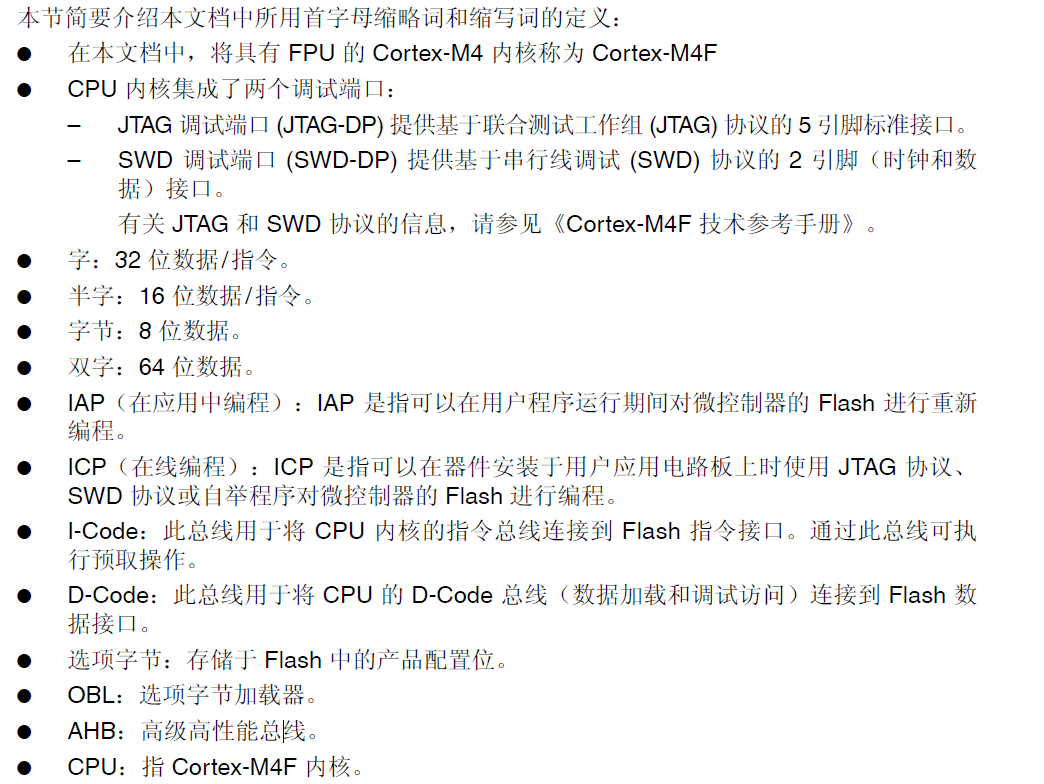 本节简要介绍本文档中所用首字母缩略词和缩写词的定义：
● 在本文档中，将具有 FPU 的 Cortex-M4 内核称为 Cortex-M4F
● CPU 内核集成了两个调试端口：
– JTAG 调试端口 (JTAG-DP) 提供基于联合测试工作组 (JTAG) 协议的 5 引脚标准接口。
– SWD 调试端口 (SWD-DP) 提供基于串行线调试 (SWD) 协议的 2 引脚（时钟和数
据）接口。
有关 JTAG 和 SWD 协议的信息，请参见《Cortex-M4F 技术参考手册》。
● 字：32 位数据/指令。
● 半字：16 位数据/指令。
● 字节：8 位数据。
● 双字：64 位数据。
● IAP（在应用中编程）：IAP 是指可以在用户程序运行期间对微控制器的 Flash 进行重新
编程。
● ICP（在线编程）：ICP 是指可以在器件安装于用户应用电路板上时使用 JTAG 协议、
SWD 协议或自举程序对微控制器的 Flash 进行编程。
● I-Code：此总线用于将 CPU 内核的指令总线连接到 Flash 指令接口。通过此总线可执
行预取操作。
● D-Code：此总线用于将 CPU 的 D-Code 总线（数据加载和调试访问）连接到 Flash 数
据接口。
● 选项字节：存储于 Flash 中的产品配置位。
● OBL：选项字节加载器。
● AHB：高级高性能总线。
● CPU：指 Cortex-M4F 内核。